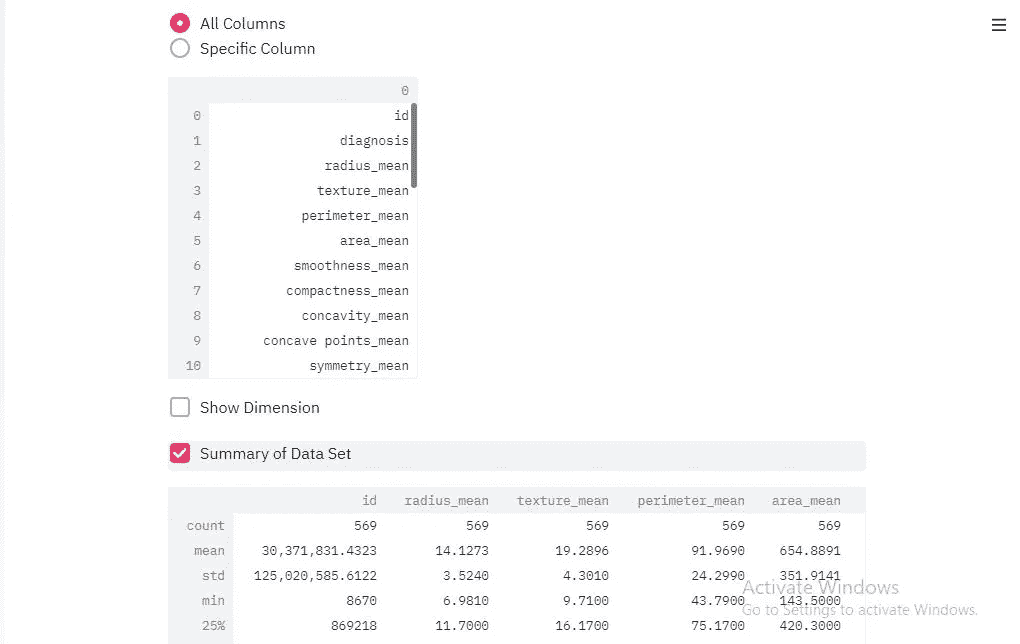 All Columns
Specific Column
0
0 id
1 diagnosis
2 radius_mean
3 texture_mean
4 perimeter_mean
5 area_mean
6 smoothness_mean
7 compactness_mean
8 concavity_mean
9 concave points_mean
10 symmetry_mean
Show Dimension
Summary of Data Set
id radius_mean texture_mean perimeter_mean area_mean
count 569 569 569 569 569
mean 30,371,831.4323 14.1273 19.2896 91.9690 654.8891
std 125,020,585.6122 3.5240 4.3010 24.2990 351.9141
Activate Windows
min 8670 6.9810 9.7100 43.7900 143.5000
Go to Settings to activate Windows.
25% 869218 11.7000 16.1700 75.1700 420.3000